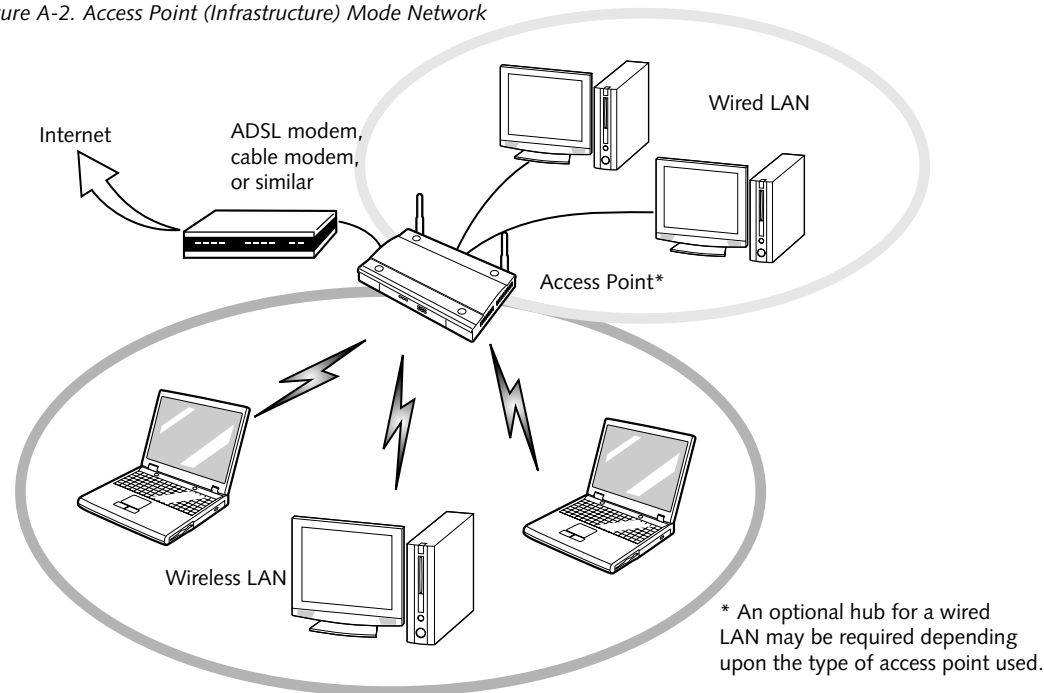 ure A-2. Access Point (Infrastructure) Mode Network
Wired LAN
Internet
ADSL modem,
cable modem,
or similar
Access Point*
Wireless LAN
* An optional hub for a wired
LAN may be required depending
upon the type of access point used.